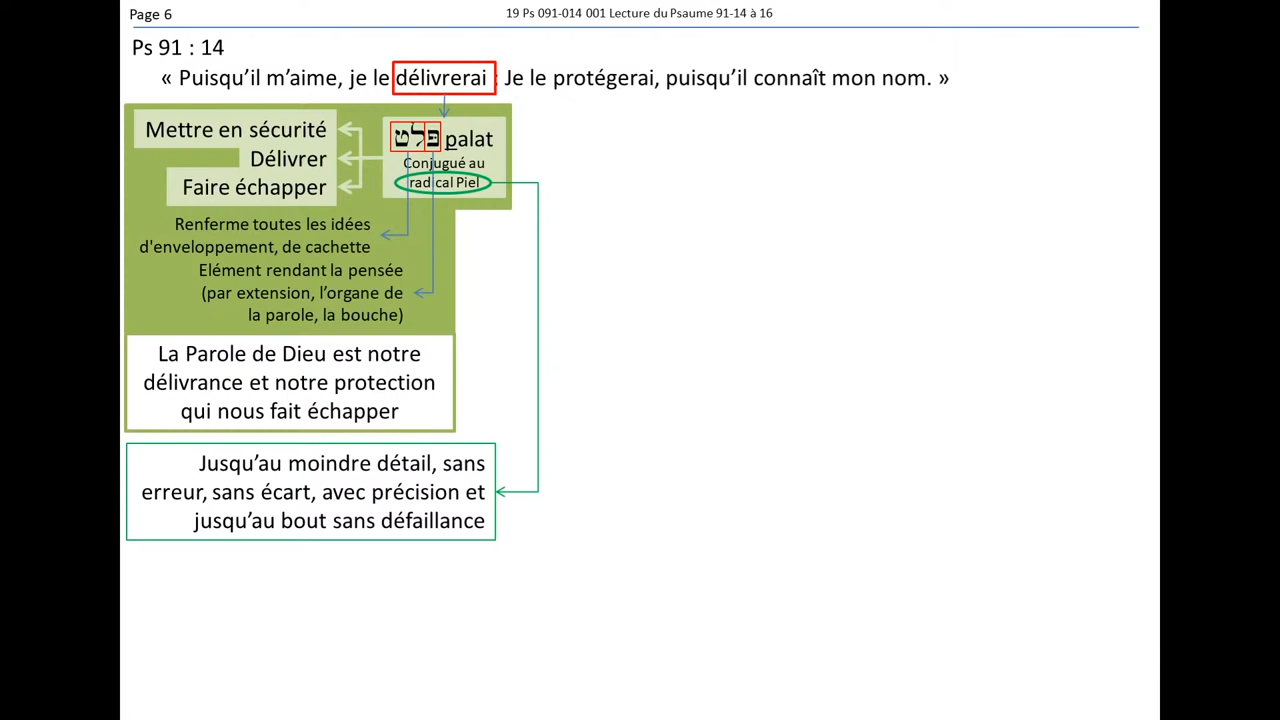 Page 6
19 Ps 091-014 001 Lecture du Psaume 91-14 à 16
Ps 91 : 14
« Puisqu’il m’aime, je le délivrerai : Je le protégerai, puisqu’il connaît mon nom. »
Mettre en sécurité
Délivrer
Faire échapper
פלט palat
Conjugué au
radical Piel
Renferme toutes les idées
d'enveloppement, de cachette
Elément rendant la pensée
(par extension, l’organe de
la parole, la bouche)
La Parole de Dieu est notre
délivrance et notre protection
qui nous fait échapper
Jusqu’au moindre détail, sans
erreur, sans écart, avec précision et
jusqu’au bout sans défaillance